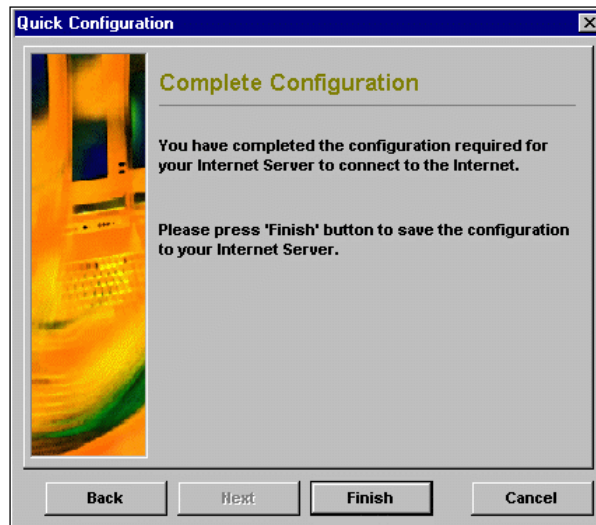 Quick Configuration
Complete Configuration
You have completed the configuration required for
your Internet Server to connect to the Internet.
Please press 'Finish' button to save the configuration
to your Internet Server.
Back
Next
Finish
Cancel